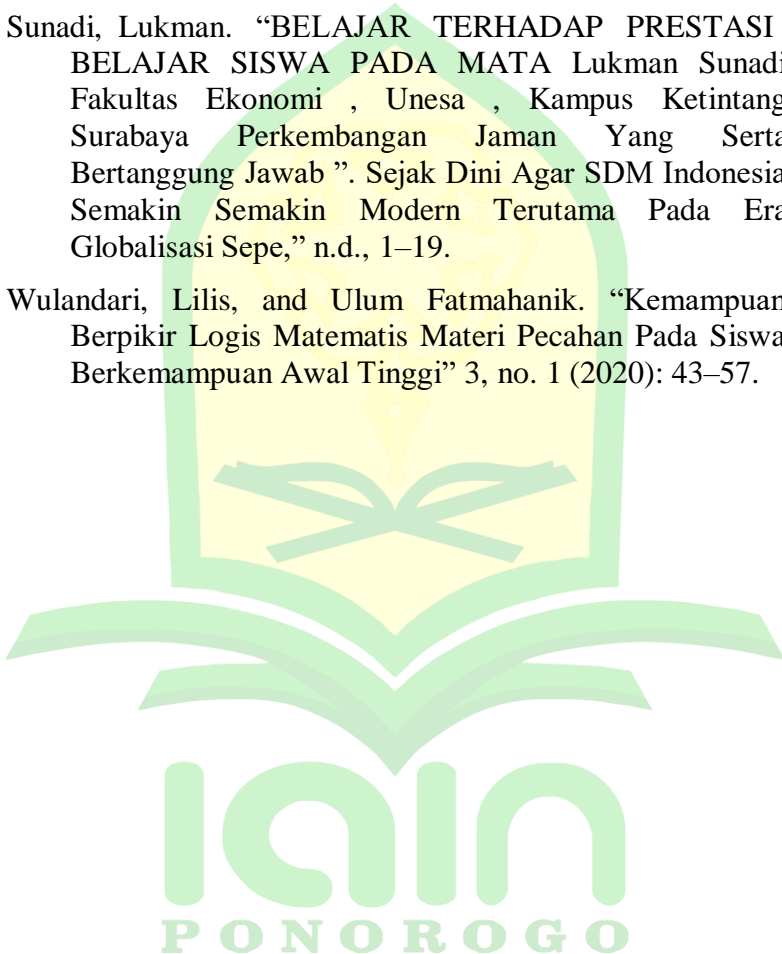 Sunadi, Lukman. “BELAJAR TERHADAP PRESTASI
BELAJAR SISWA PADA MATA Lukman Sunadi
Fakultas Ekonomi , Unesa , Kampus Ketintang
Surabaya Perkembangan Jaman Yang Serta
Bertanggung Jawab ”. Sejak Dini Agar SDM Indonesia
Semakin Semakin Modern Terutama Pada Era
Globalisasi Sepe,” n.d., 1–19.
Wulandari, Lilis, and Ulum Fatmahanik. “Kemampuan
Berpikir Logis Matematis Materi Pecahan Pada Siswa
Berkemampuan Awal Tinggi” 3, no. 1 (2020): 43–57.
iain
PONOROGO